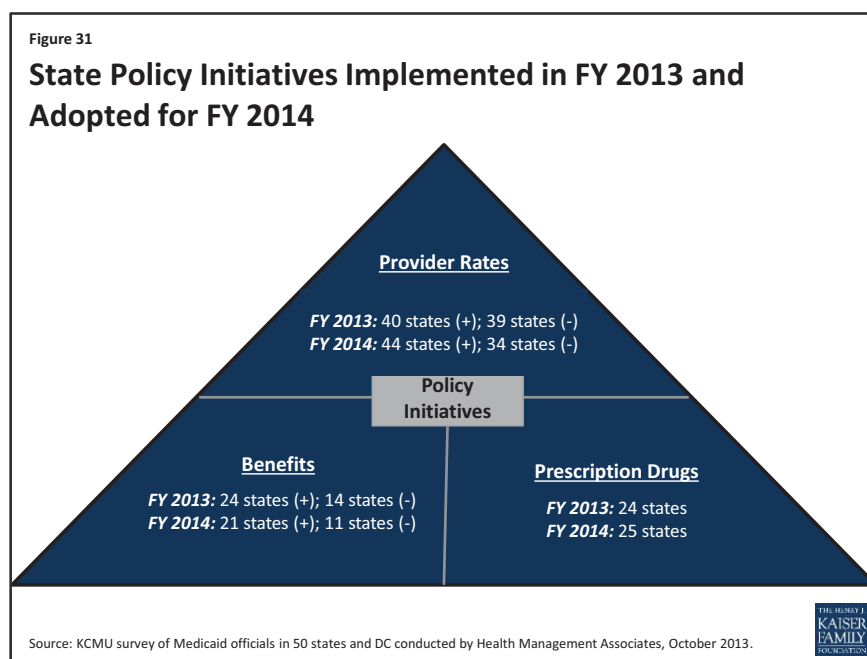 Figure 31
State Policy Initiatives Implemented in FY 2013 and
Adopted for FY 2014
Provider Rates
FY 2013: 40 states (+); 39 states (-)
FY 2014: 44 states (+); 34 states (-)
Policy
Initiatives
Benefits
FY 2013: 24 states (+); 14 states (-)
FY 2014: 21 states (+); 11 states (-)
Prescription Drugs
FY 2013: 24 states
FY 2014: 25 states
Source: KCMU survey of Medicaid officials in 50 states and DC conducted by Health Management Associates, October 2013.
THE HENRY J.
KAISER
FAMILY
FOUNDATION